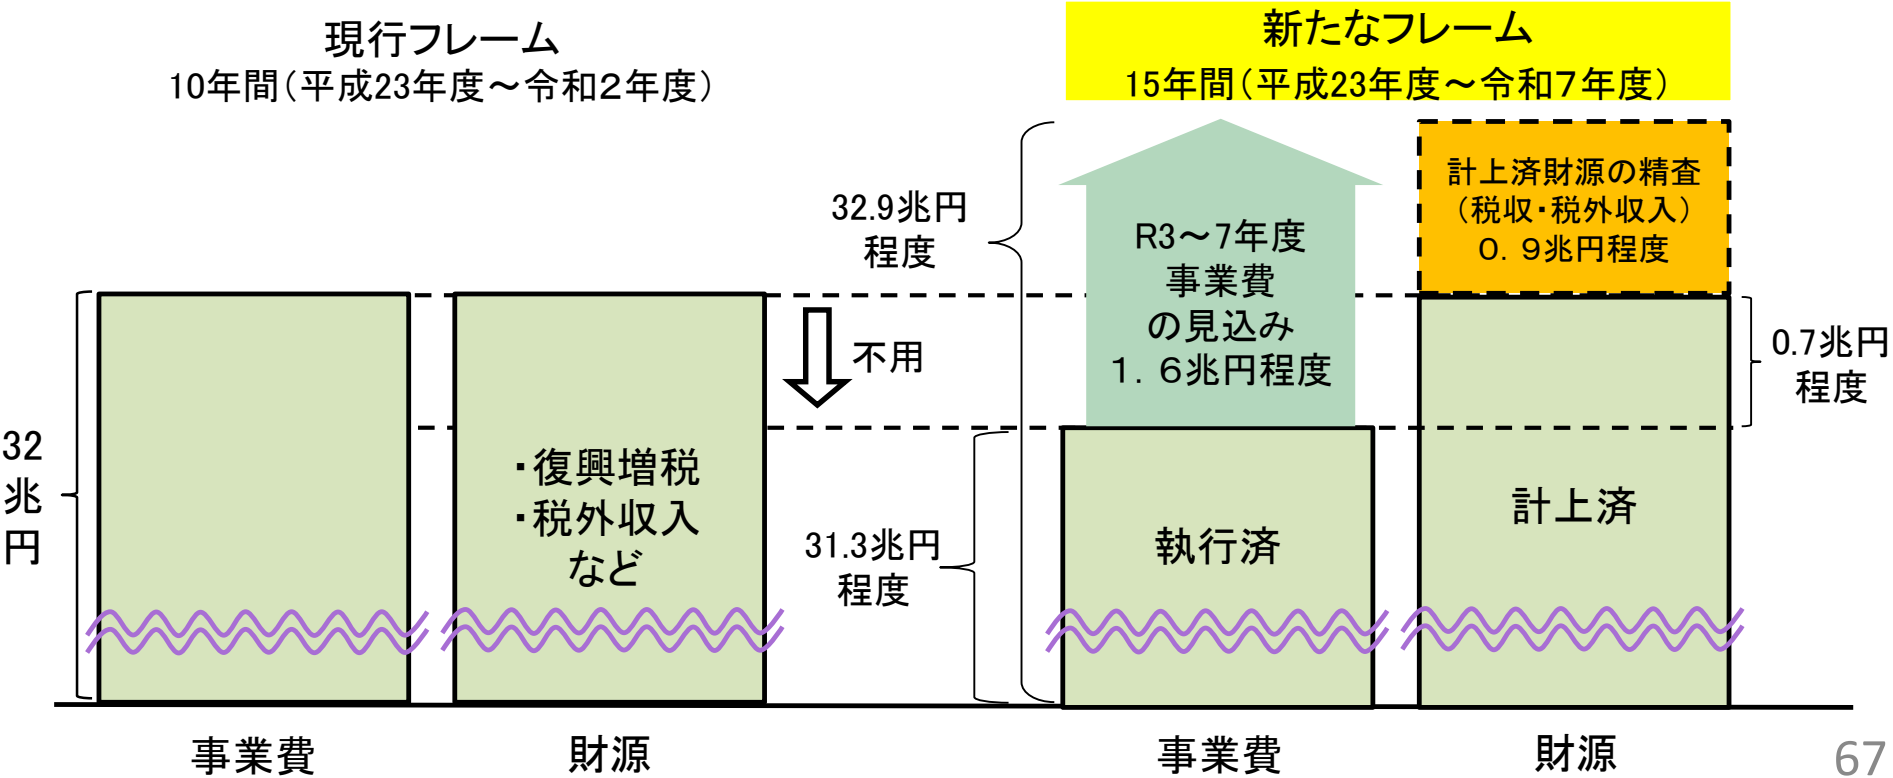 現行フレーム
10年間（平成23年度～令和２年度）
新たなフレーム
15年間（平成23年度～令和７年度）
32
兆
円
・復興増税
・税外収入
など
不用
32.9兆円
程度
31.3兆円
程度
R3～7年度
事業費
の見込み
１．６兆円程度
執行済
計上済財源の精査
（税収・税外収入）
０．９兆円程度
計上済
0.7兆円
程度
事業費
財源
事業費
財源
67